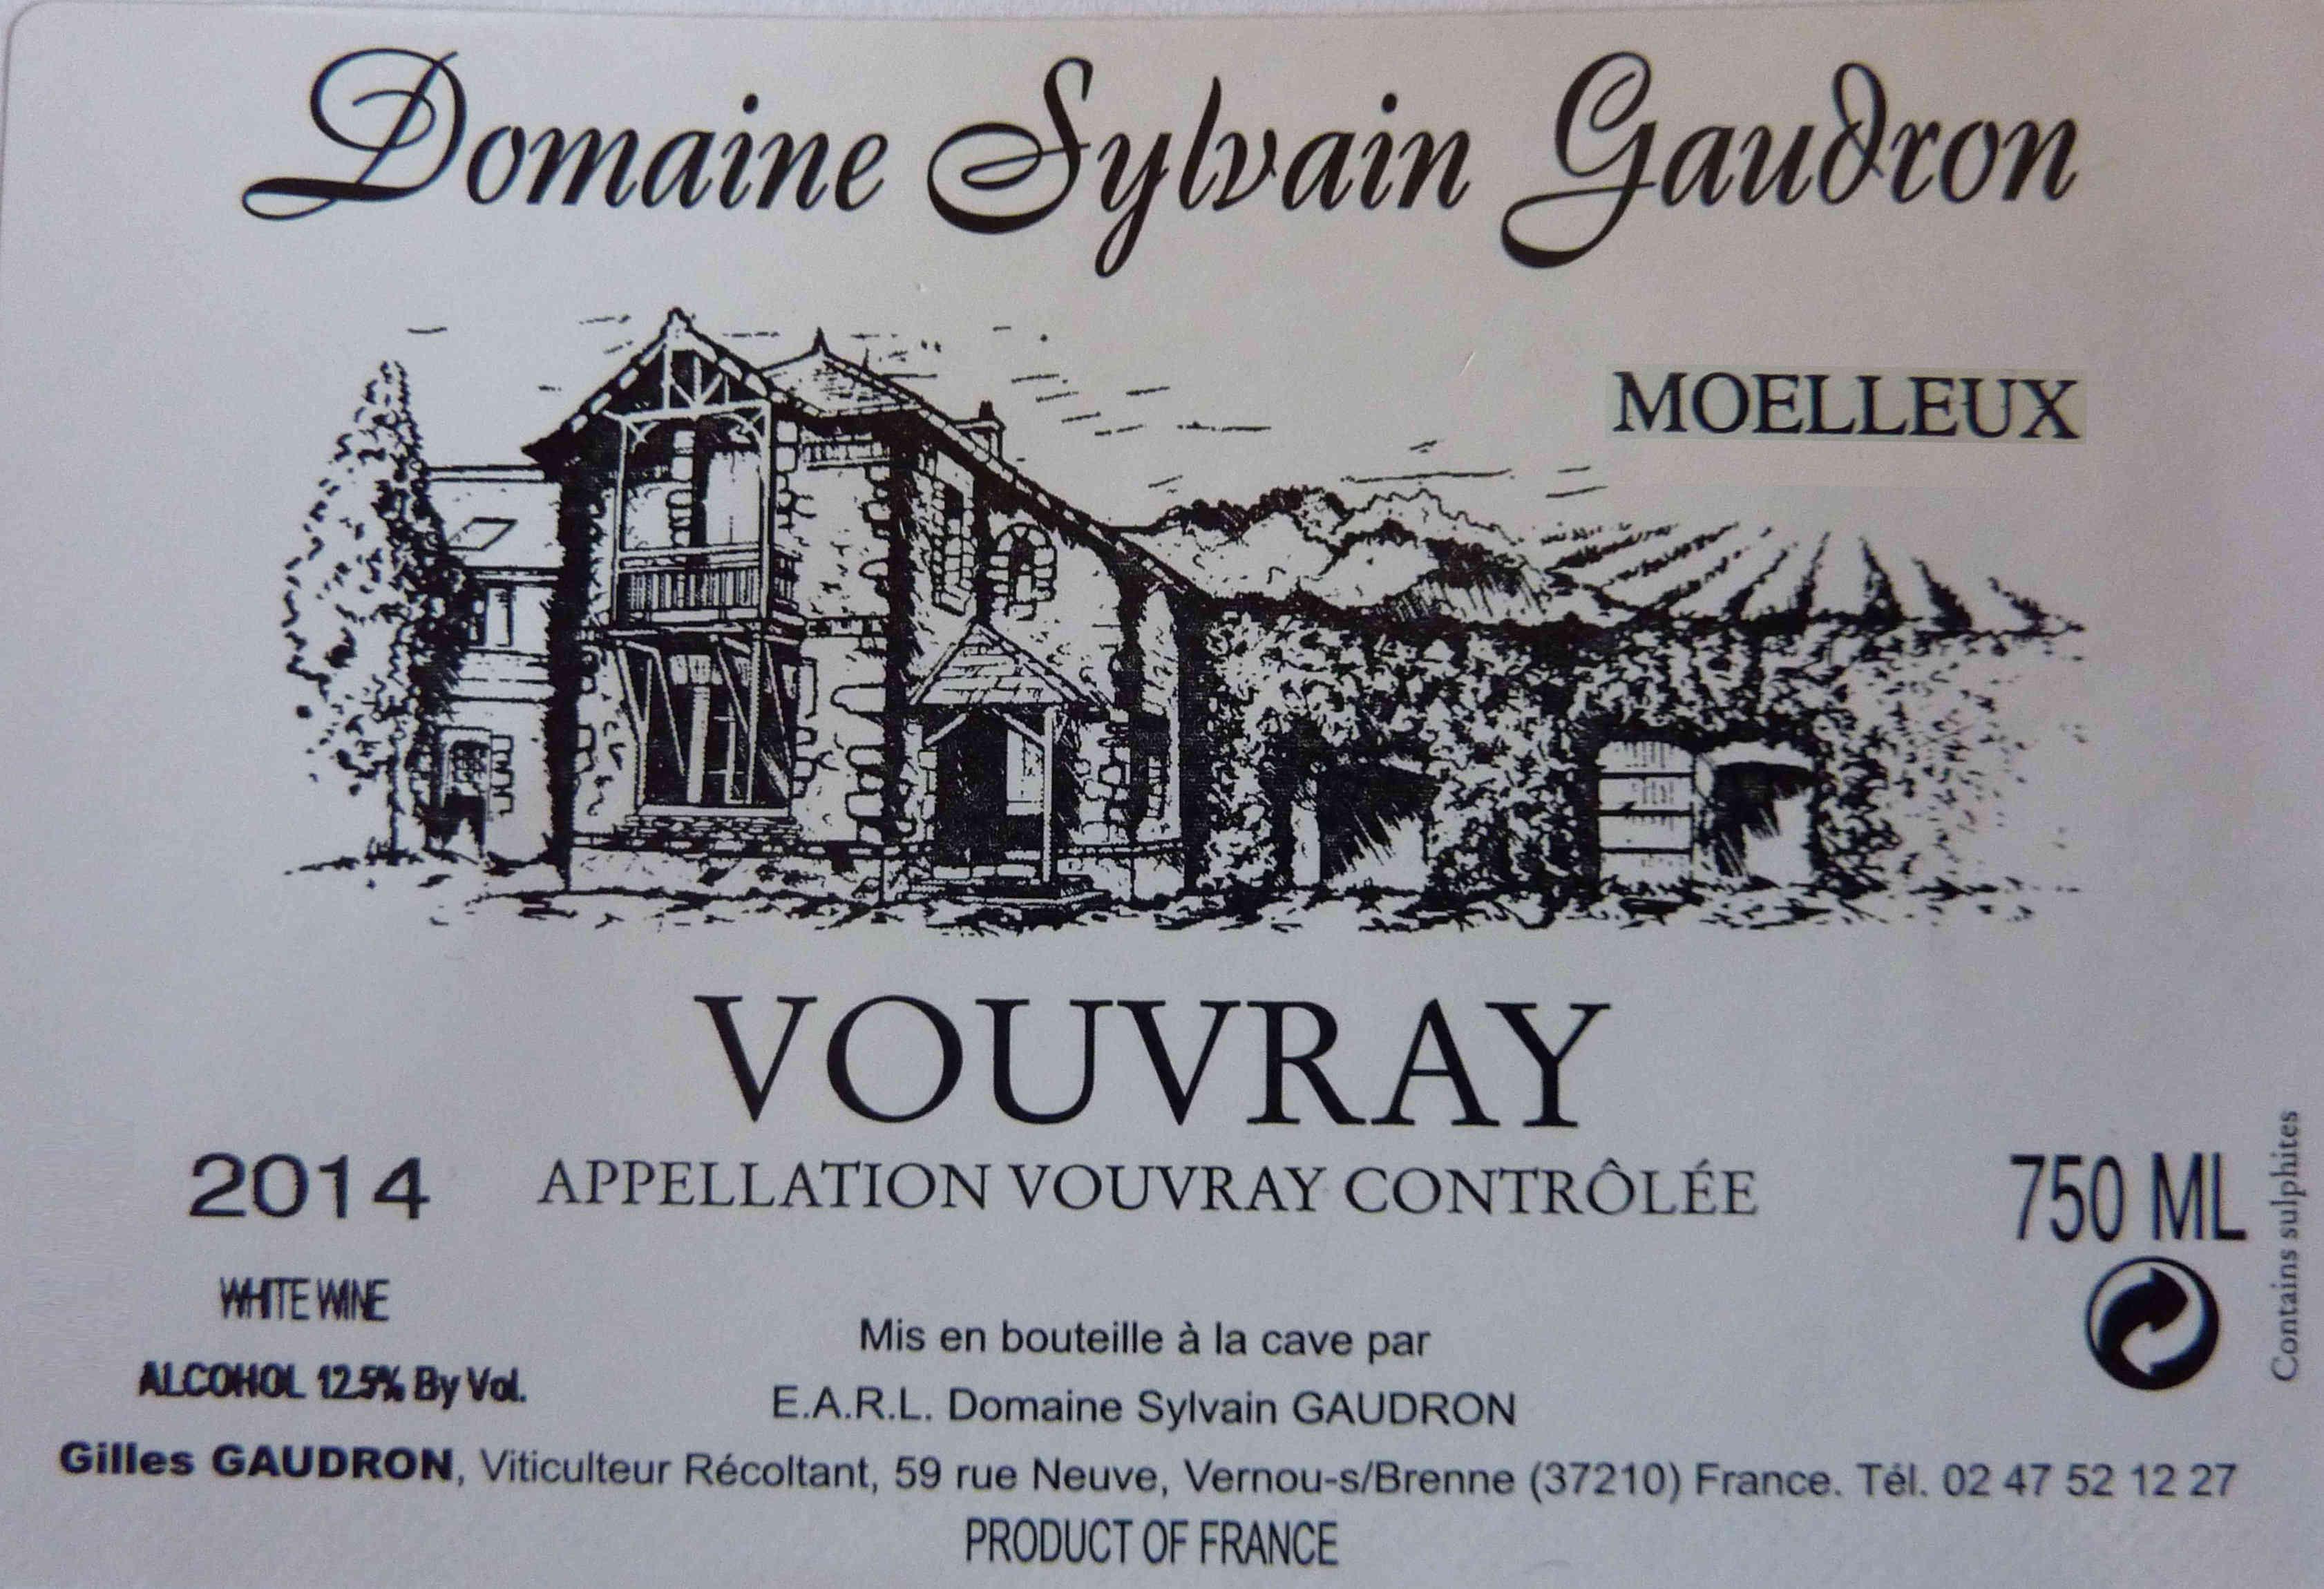 Domaine Sylvain Gaudron
MOELLEUX
VOUVRAY
2014
APPELLATION VOUVRAY CONTRÔLÉE
750 ML
Contains sulphites
WHITE WINE
ALCOHOL 12.5% By Vol.
Mis en bouteille à la cave par
E.A.R.L. Domaine Sylvain GAUDRON
Gilles GAUDRON, Viticulteur Récoltant, 59 rue Neuve, Vernou-s/Brenne (37210) France. Tél. 02 47 52 12 27
PRODUCT OF FRANCE